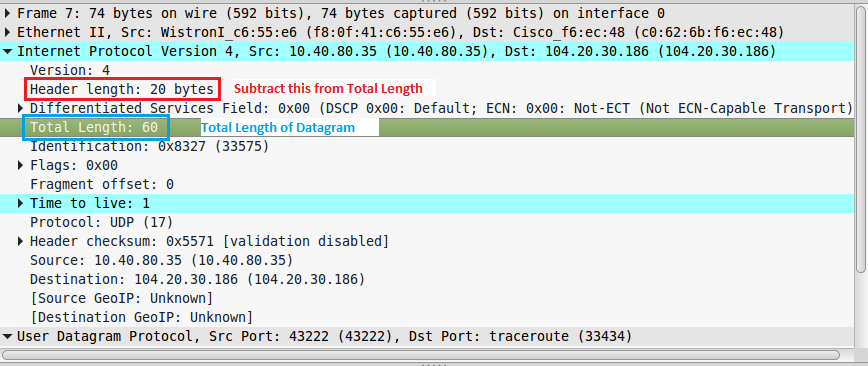 Frame 7: 74 bytes on wire (592 bits), 74 bytes captured (592 bits) on interface 0
Ethernet II, Src: WistronI_c6:55:e6 (f8:0f:41:c6:55:e6), Dst: Cisco_f6:ec:48 (c0:62:6b:f6:ec:48)
Internet Protocol Version 4, Src: 10.40.80.35 (10.40.80.35), Dst: 104.20.30.186 (104.20.30.186)
Version: 4
Header length: 20 bytes Subtract this from Total Length
Differentiated Services Field: 0x00 (DSCP 0x00: Default; ECN: 0x00: Not-ECT (Not ECN-Capable Transport)
Total Length: 60 Total Length of Datagram
Identification: 0x8327 (33575)
Flags: 0x00
Fragment offset: 0
Time to live: 1
Protocol: UDP (17)
Header checksum: 0x5571 [validation disabled]
Source: 10.40.80.35 (10.40.80.35)
Destination: 104.20.30.186 (104.20.30.186)
[Source GeoIP: Unknown]
[Destination GeoIP: Unknown]
User Datagram Protocol, Src Port: 43222 (43222), Dst Port: traceroute (33434)